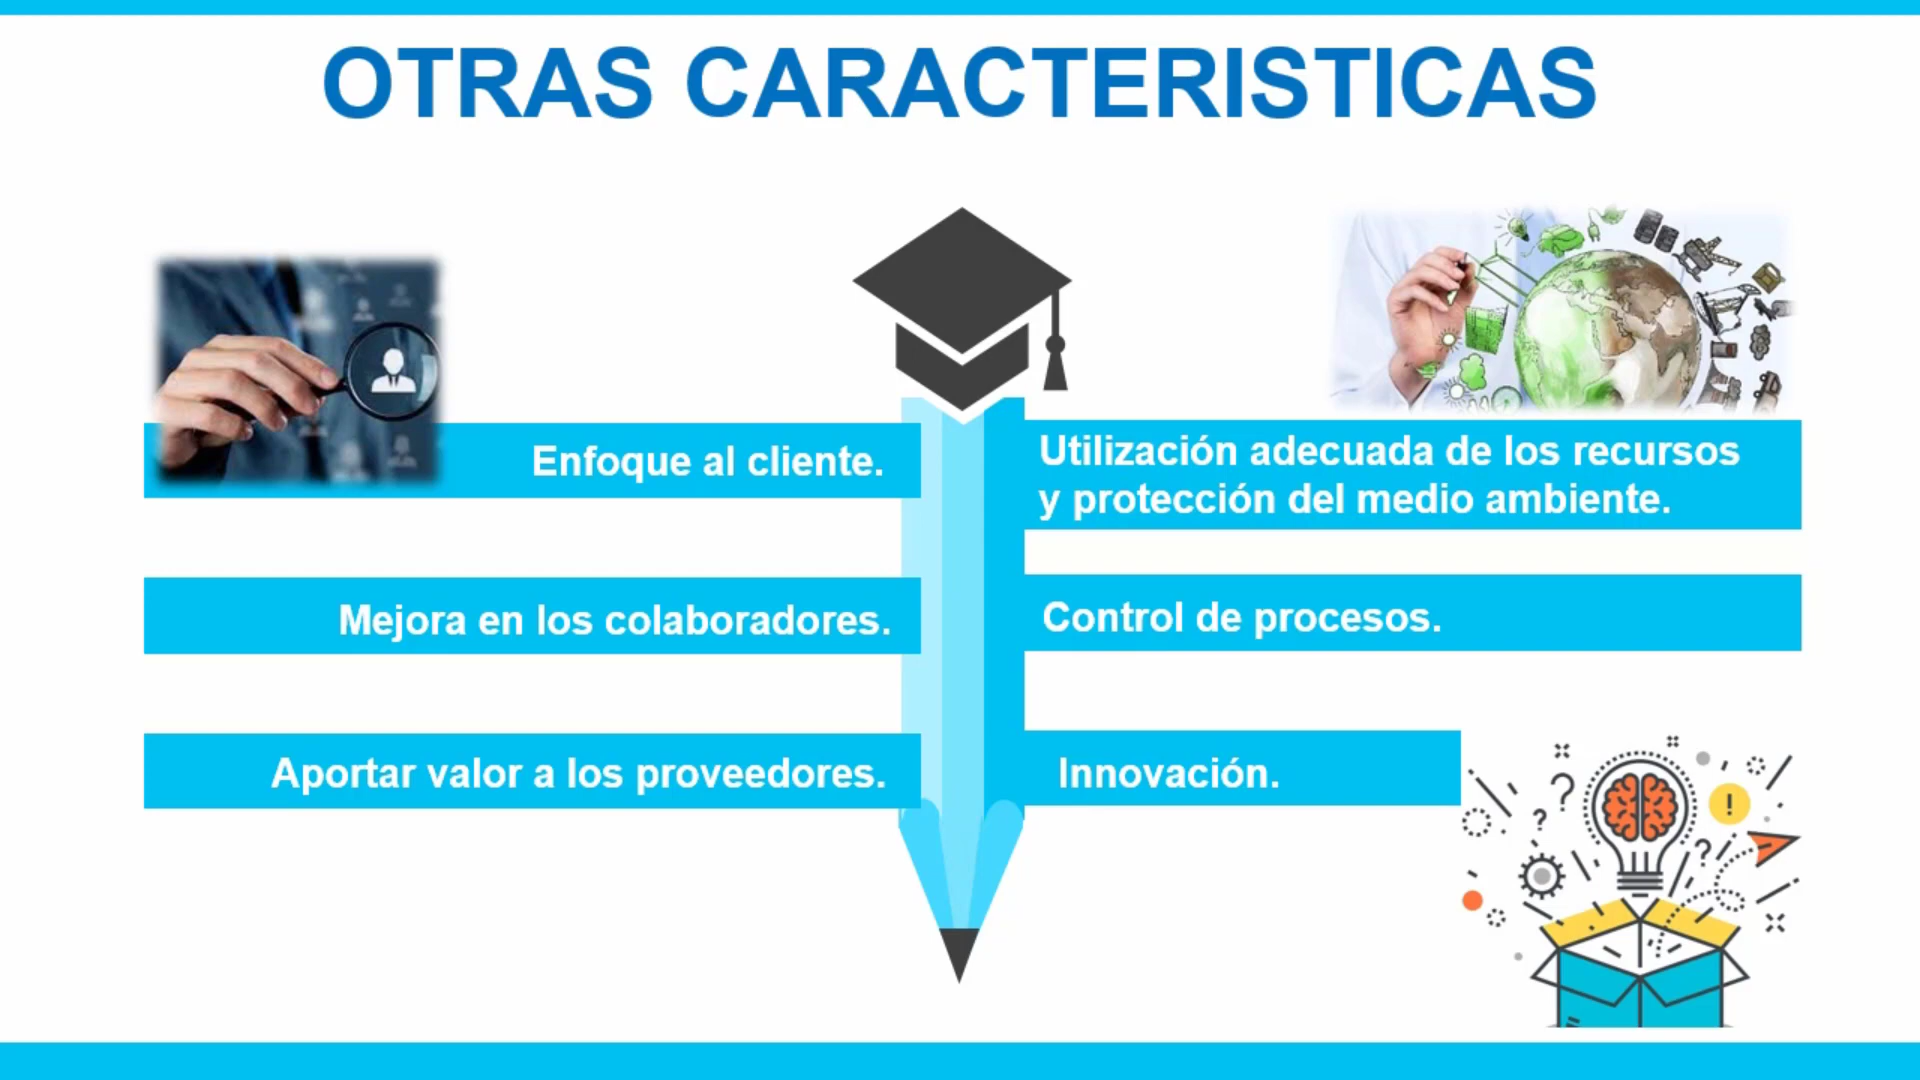 OTRAS CARACTERISTICAS
Enfoque al cliente.
Mejora en los colaboradores.
Aportar valor a los proveedores.
Utilización adecuada de los recursos
y protección del medio ambiente.
Control de procesos.
Innovación.